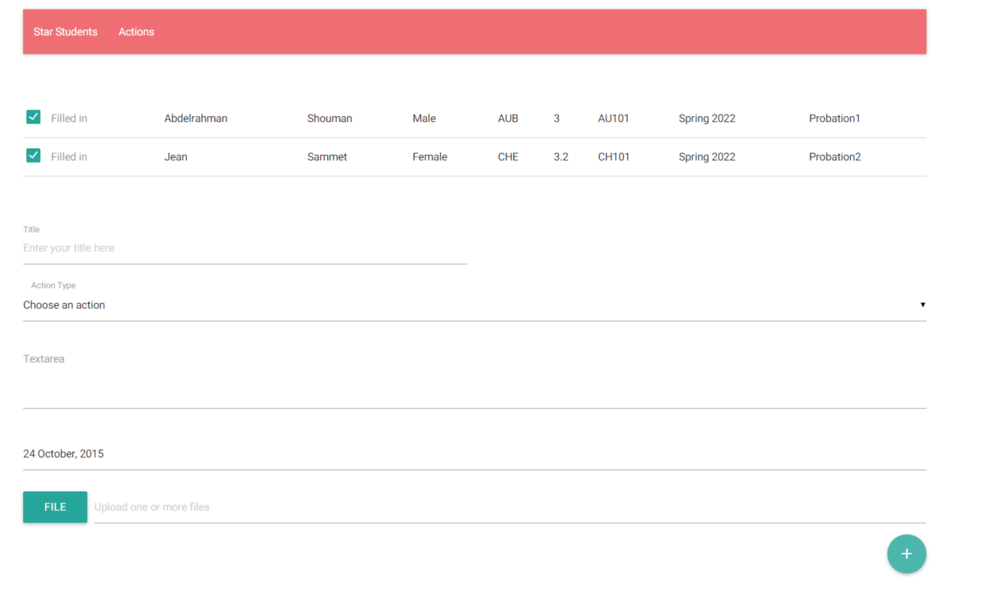 Star Students Actions
Filled in Abdelrahman Shouman Male AUB 3 AU101 Spring 2022 Probation1
Filled in Jean Sammet Female CHE 3.2 CH101 Spring 2022 Probation2
Title
Enter your title here
Action Type
Choose an action
Textarea
24 October, 2015
FILE Upload one or more files
+